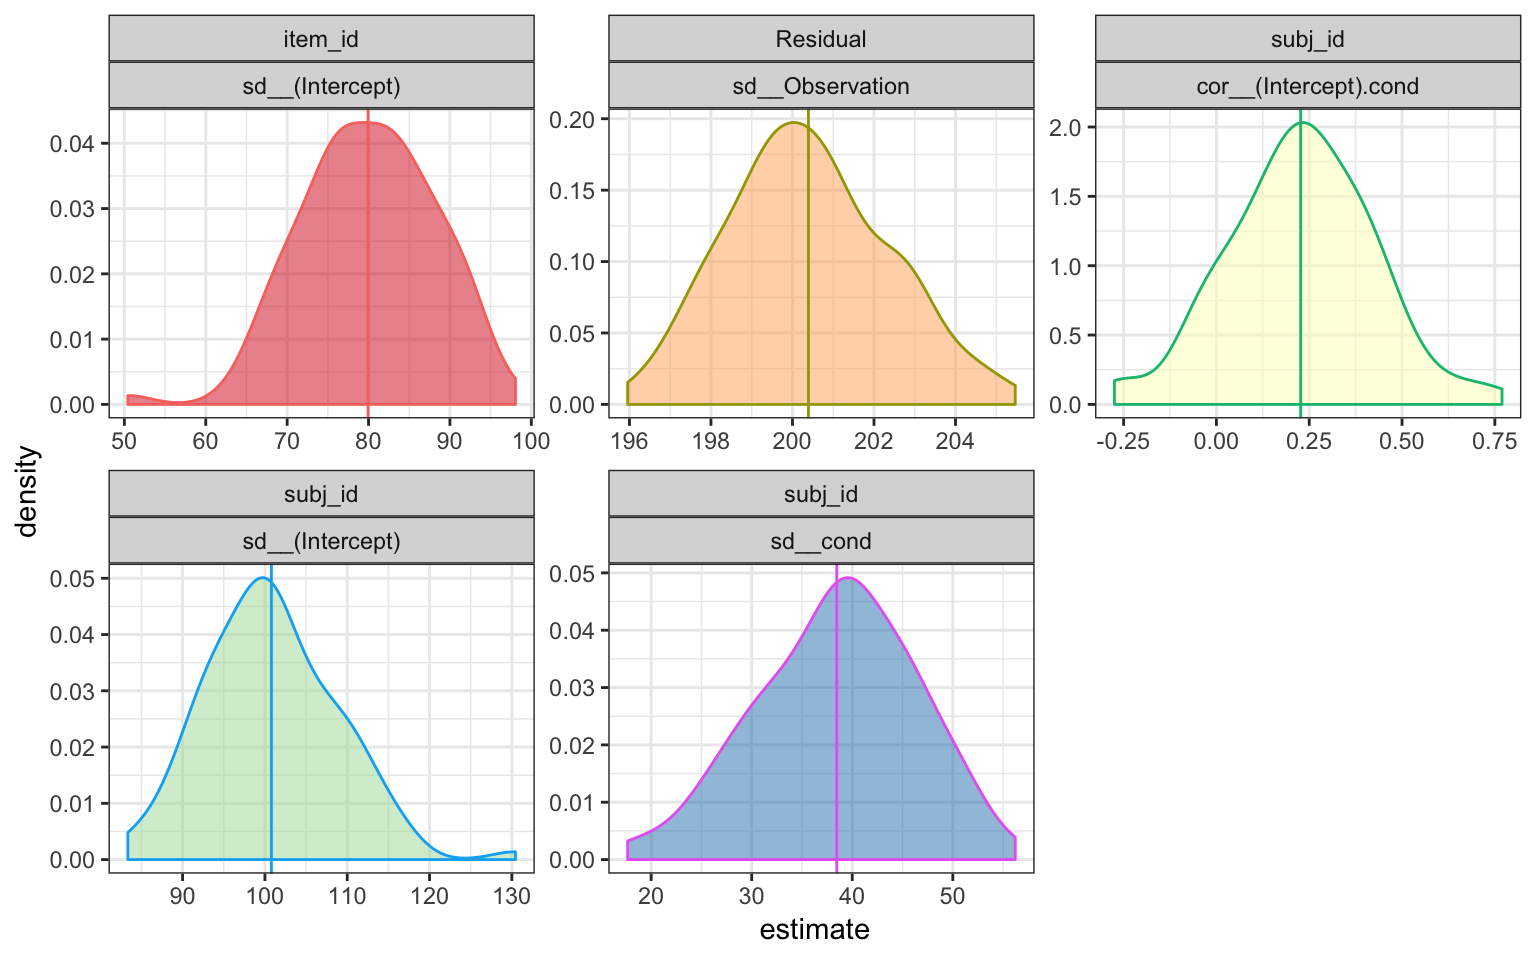 item_id
sd__(Intercept)
0.04
0.03
0.02
0.01
0.00
50 60 70 80 90 100
Residual
sd__Observation
0.20
0.15
0.10
0.05
0.00
196 198 200 202 204
subj_id
cor__(Intercept).cond
2.0
1.5
1.0
0.5
0.0
-0.25 0.00 0.25 0.50 0.75
density
subj_id
sd__(Intercept)
0.05
0.04
0.03
0.02
0.01
0.00
90 100 110 120 130
subj_id
sd__cond
0.05
0.04
0.03
0.02
0.01
0.00
20 30 40 50
estimate